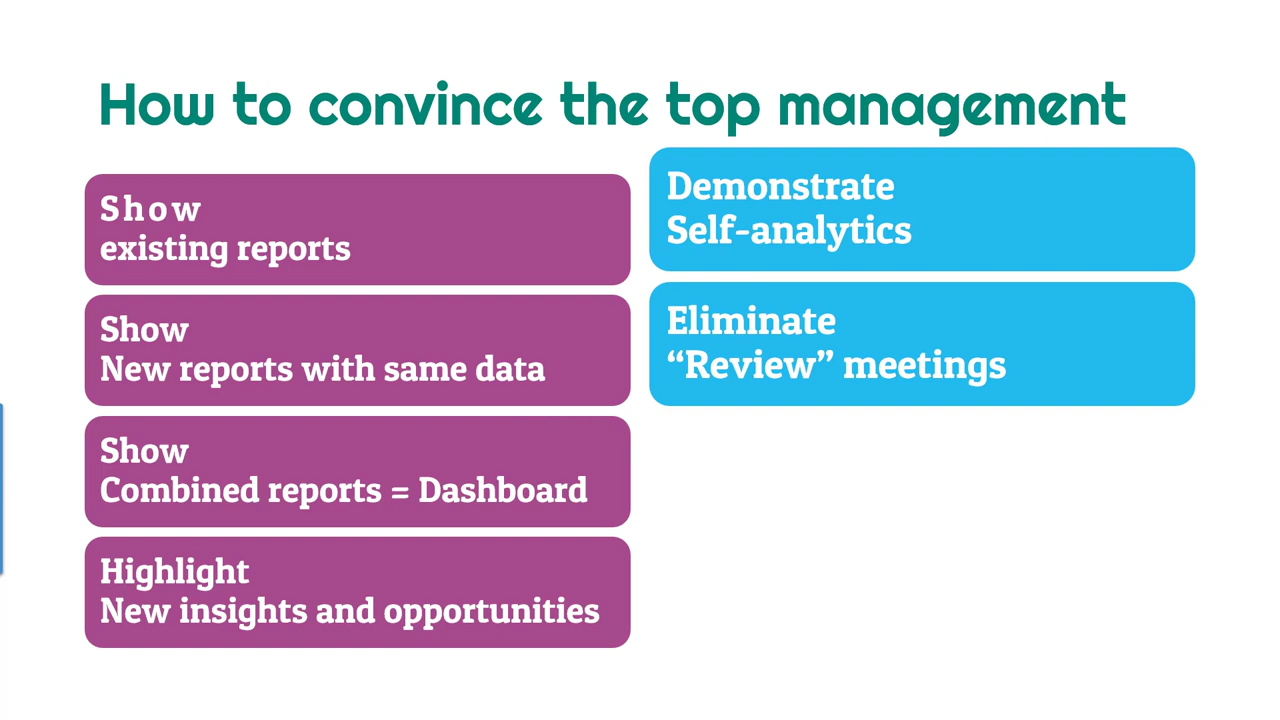 How to convince the top management
Show
existing reports
Show
New reports with same data
Show
Combined reports = Dashboard
Highlight
New insights and opportunities
Demonstrate
Self-analytics
Eliminate
“Review” meetings